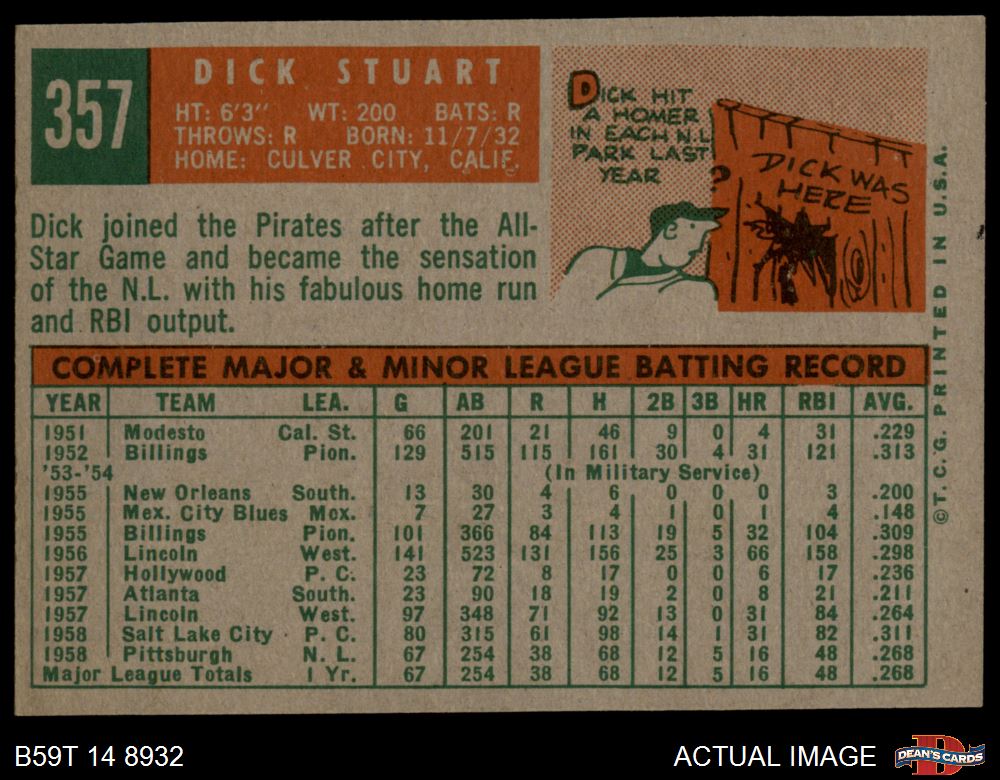 357
DICK STUART
HT: 6'3" WT: 200 BATS: R
THROWS: R BORN: 11/7/32
HOME: CULVER CITY, CALIF.
DICK HIT
A HOMER
IN EACH N.L.
PARK LAST
YEAR
?
DICK WAS
HERE
Dick joined the Pirates after the All-
Star Game and became the sensation
of the N.L. with his fabulous home run
and RBI output.
COMPLETE MAJOR & MINOR LEAGUE BATTING RECORD
YEAR TEAM LEA. G AB R H 2B 3B HR RBI AVG.
1951 Modesto Cal. St. 66 201 21 46 9 0 4 31 .229
1952 Billings Pion. 129 515 115 161 30 4 31 121 .313
'53-'54 (In Military Service)
1955 New Orleans South. 13 30 4 6 0 0 0 3 .200
1955 Mex. City Blues Mex. 7 27 3 4 1 0 1 4 .148
1955 Billings Pion. 101 366 84 113 19 5 32 104 .309
1956 Lincoln West. 141 523 131 156 25 3 66 158 .298
1957 Hollywood P. C. 23 72 8 17 0 0 6 17 .236
1957 Atlanta South. 23 90 18 19 2 0 8 21 .211
1957 Lincoln West. 97 348 71 92 13 0 31 84 .264
1958 Salt Lake City P. C. 80 315 61 98 14 1 31 82 .311
1958 Pittsburgh N. L. 67 254 38 68 12 5 16 48 .268
Major League Totals 1 Yr. 67 254 38 68 12 5 16 48 .268
© T. C. G. PRINTED IN U.S.A.
B59T 14 8932
ACTUAL IMAGE
D
DEAN'S CARDS